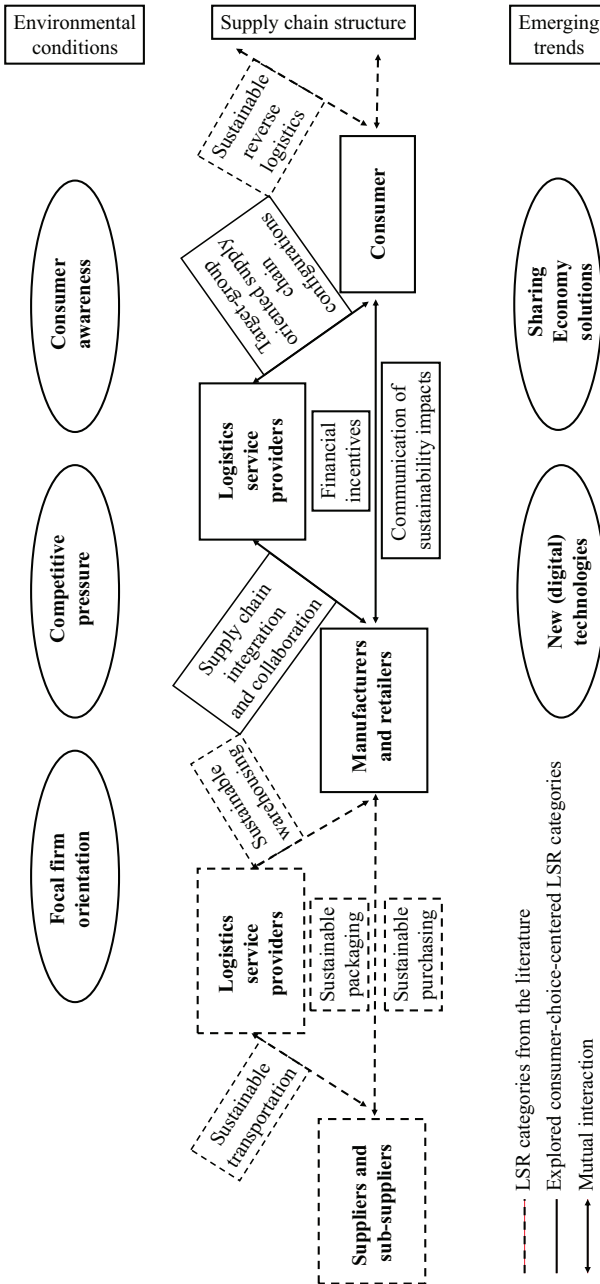 Environmental
conditions
Supply chain structure
Emerging
trends
Focal firm
orientation
Competitive
pressure
Consumer
awareness
Sustainable
transportation
Logistics
service
providers
Sustainable
warehousing
Supply chain
integration
and collaboration
Logistics
service
providers
Target-group
oriented supply
chain
configurations
Sustainable
reverse
logistics
Sustainable
packaging
Financial
incentives
Suppliers and
sub-suppliers
Manufacturers
and retailers
Consumer
Sustainable
purchasing
Communication of
sustainability impacts
New (digital)
technologies
Sharing
Economy
solutions
LSR categories from the literature
Explored consumer-choice-centered LSR categories
Mutual interaction